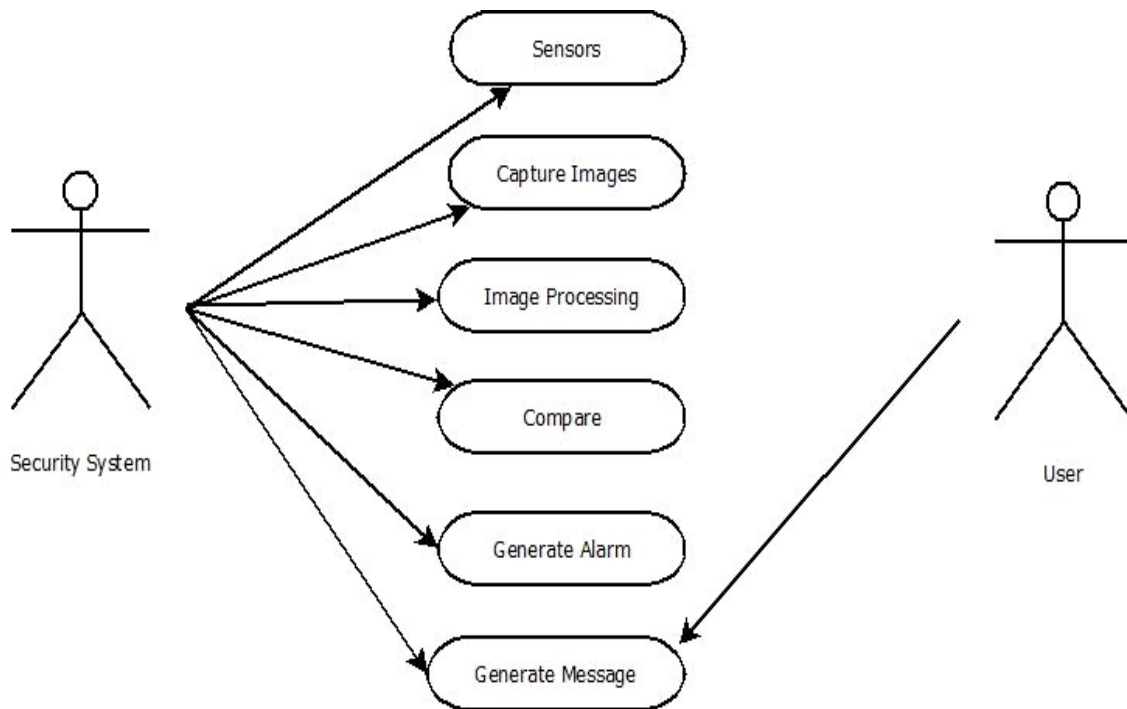 Sensors
Capture Images
Image Processing
Compare
Security System
User
Generate Alarm
Generate Message